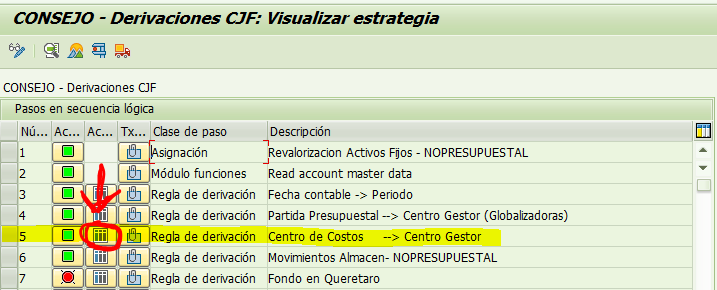 CONSEJO - Derivaciones CJF: Visualizar estrategia
CONSEJO - Derivaciones CJF
Pasos en secuencia lógica
Nú... Ac... Ac... Tx... Clase de paso Descripción
1 Asignación Revalorizacion Activos Fijos - NOPRESUPUESTAL
2 Módulo funciones Read account master data
3 Regla de derivación Fecha contable -> Periodo
4 Regla de derivación Partida Presupuestal --> Centro Gestor (Globalizadoras)
5 Regla de derivación Centro de Costos --> Centro Gestor
6 Regla de derivación Movimientos Almacen- NOPRESUPUESTAL
7 Regla de derivación Fondo en Queretaro